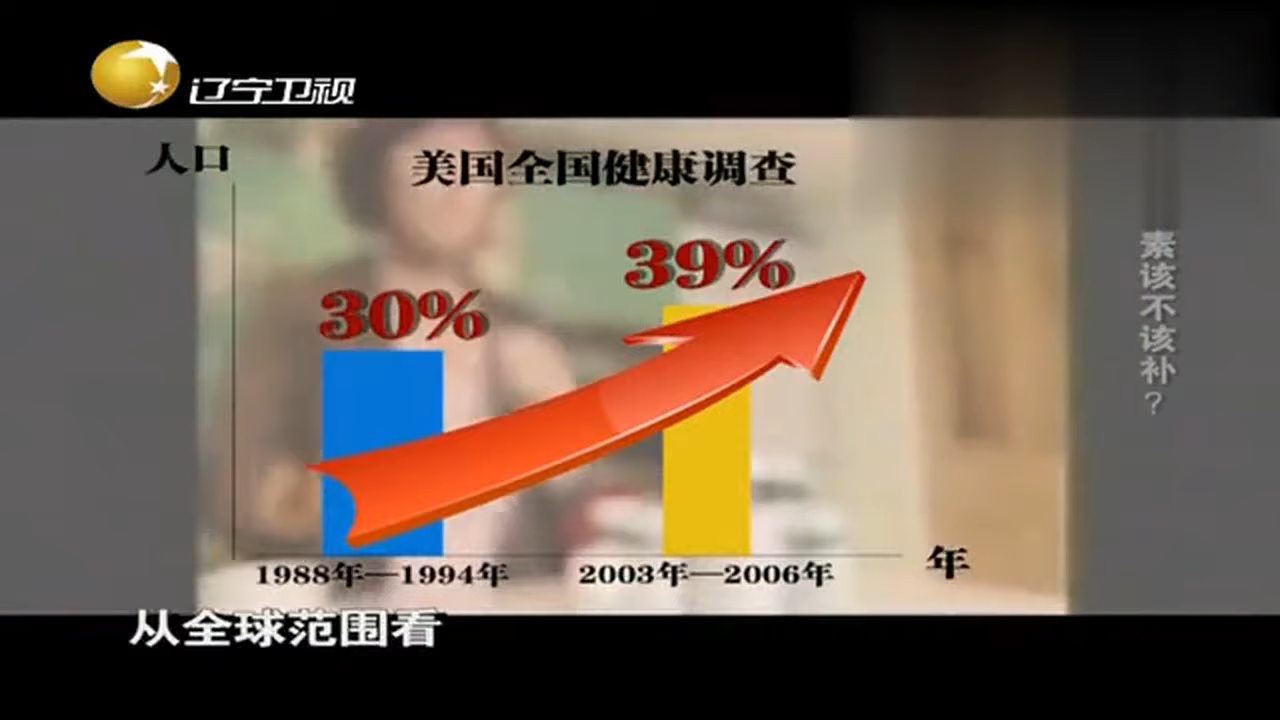 辽宁卫视
人口
美国全国健康调查
30%
39%
1988年—1994年
2003年—2006年
年
素该不该补？
从全球范围看